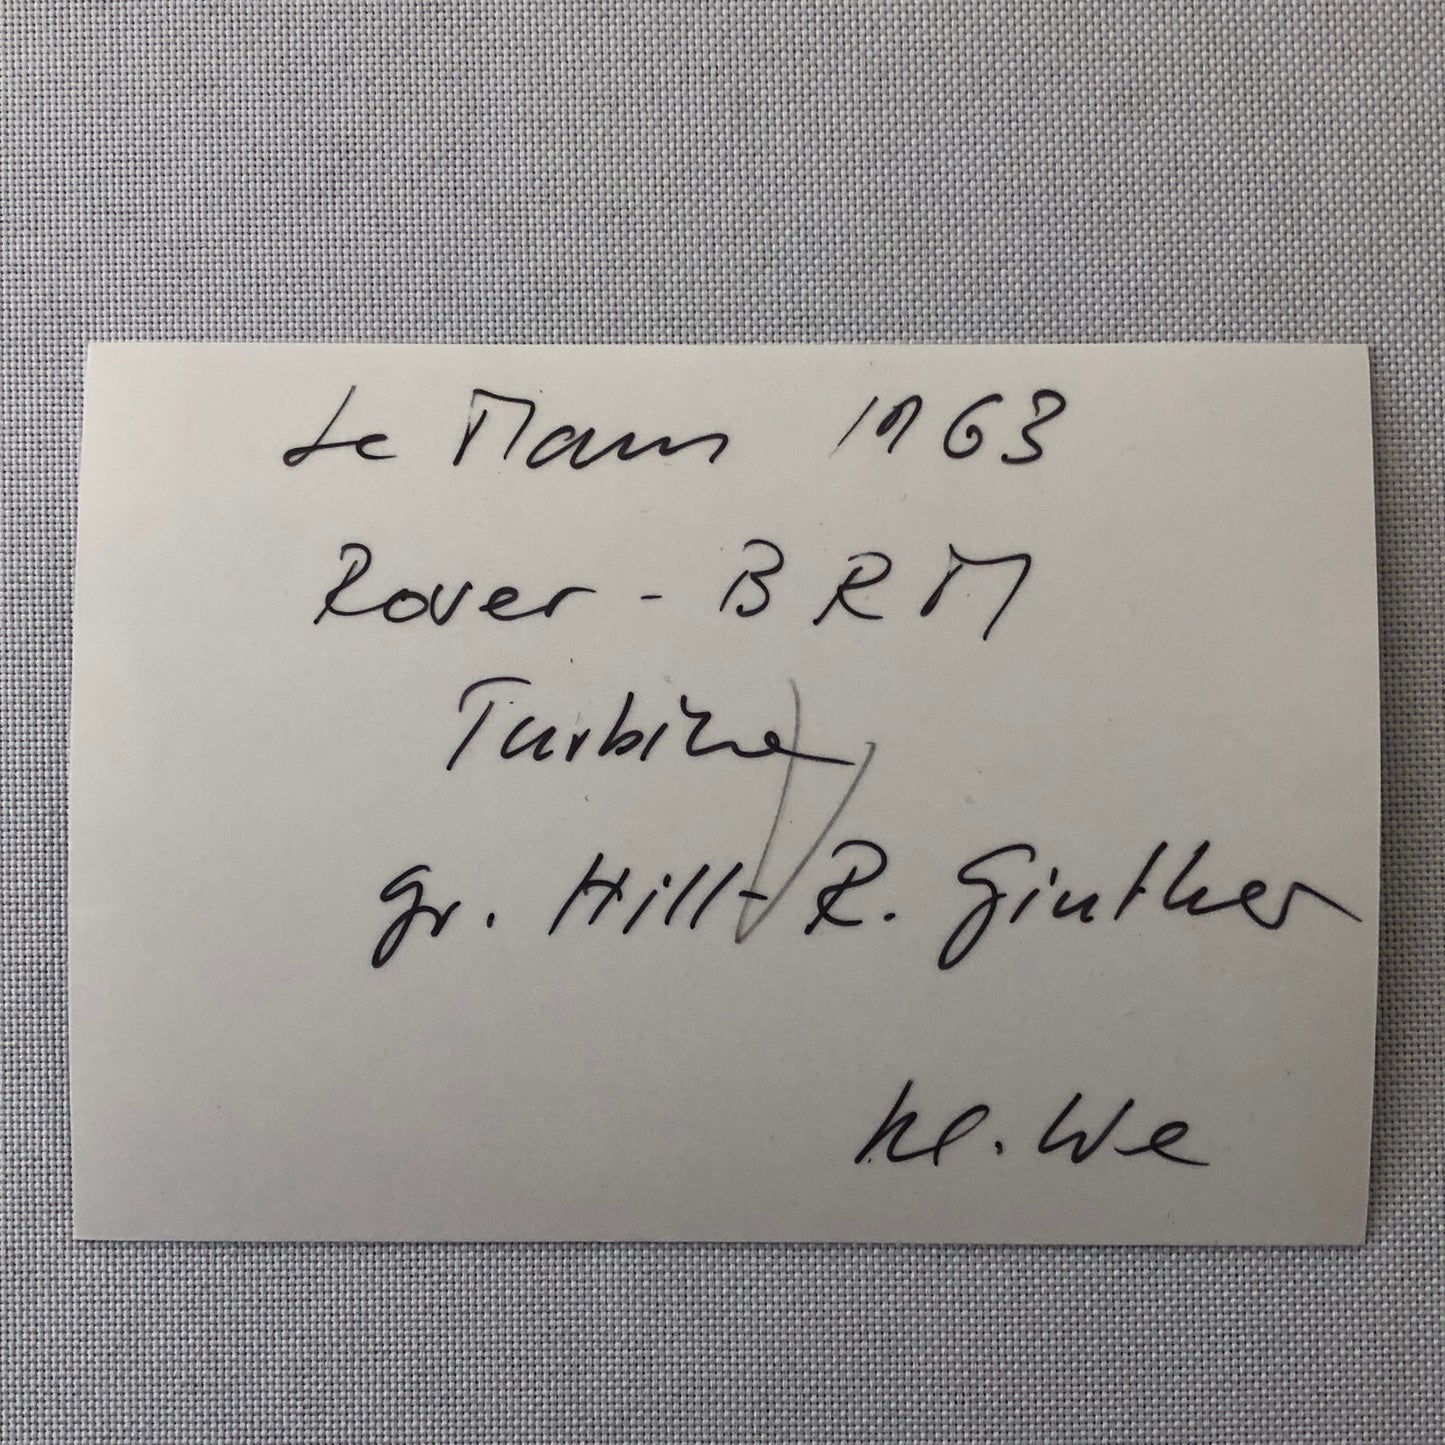 Le Mans 1963
Rover - BRM
Turbine
Gr. Hill - R. Ginther
Kl. We